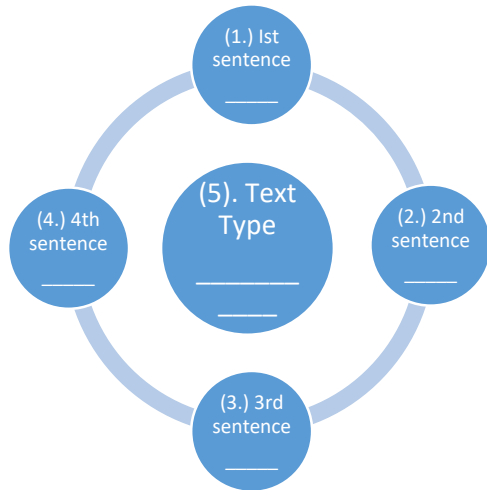 (1.) Ist
sentence
_____
(2.) 2nd
sentence
_____
(3.) 3rd
sentence
_____
(4.) 4th
sentence
_____
(5). Text
Type
_______
____